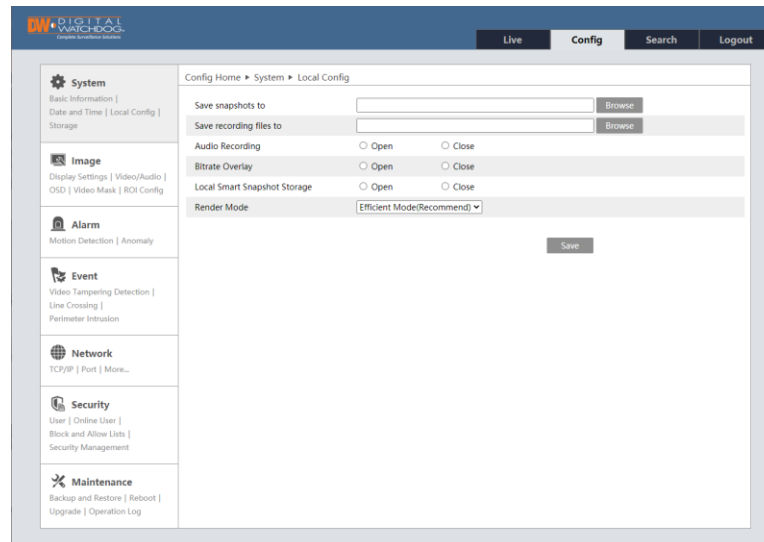 DW DIGITAL
WATCHDOG
Complete Surveillance Solutions
Live Config Search Logout
System
Basic Information |
Date and Time | Local Config |
Storage
Image
Display Settings | Video/Audio |
OSD | Video Mask | ROI Config
Alarm
Motion Detection | Anomaly
Event
Video Tampering Detection |
Line Crossing |
Perimeter Intrusion
Network
TCP/IP | Port | More...
Security
User | Online User |
Block and Allow Lists |
Security Management
Maintenance
Backup and Restore | Reboot |
Upgrade | Operation Log
Config Home ▸ System ▸ Local Config
Save snapshots to Browse
Save recording files to Browse
Audio Recording Open Close
Bitrate Overlay Open Close
Local Smart Snapshot Storage Open Close
Render Mode Efficient Mode(Recommend)
Save